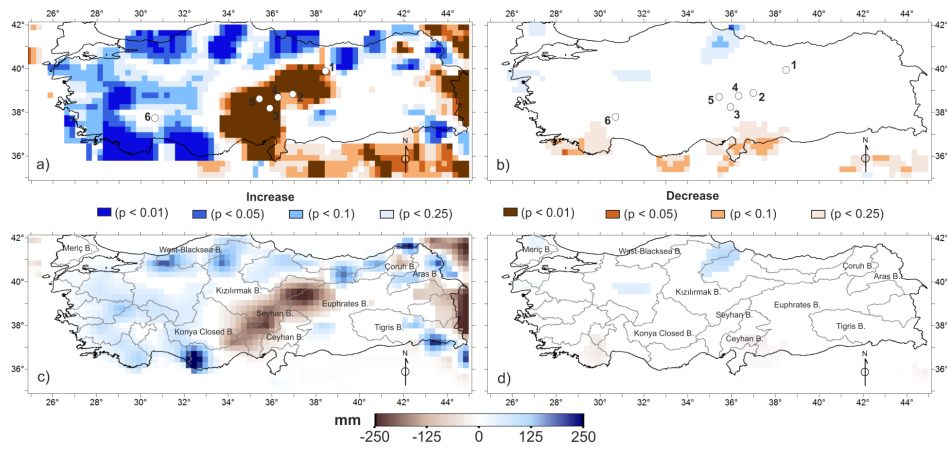 42°
40°
38°
36°
1
2
3
4
5
6
a)
N
42°
40°
38°
36°
1
2
3
4
5
6
b)
N
26° 28° 30° 32° 34° 36° 38° 40° 42° 44°
26° 28° 30° 32° 34° 36° 38° 40° 42° 44°
Increase Decrease
(p < 0.01) (p < 0.05) (p < 0.1) (p < 0.25) (p < 0.01) (p < 0.05) (p < 0.1) (p < 0.25)
42°
40°
38°
36°
Meriç B.
West-Blacksea B.
Çoruh B.
Aras B.
Kızılırmak B.
Euphrates B.
Seyhan B.
Konya Closed B.
Ceyhan B.
Tigris B.
c)
N
42°
40°
38°
36°
Meriç B.
West-Blacksea B.
Çoruh B.
Aras B.
Kızılırmak B.
Euphrates B.
Seyhan B.
Konya Closed B.
Ceyhan B.
Tigris B.
d)
N
26° 28° 30° 32° 34° 36° 38° 40° 42° 44°
26° 28° 30° 32° 34° 36° 38° 40° 42° 44°
mm
-250 -125 0 125 250